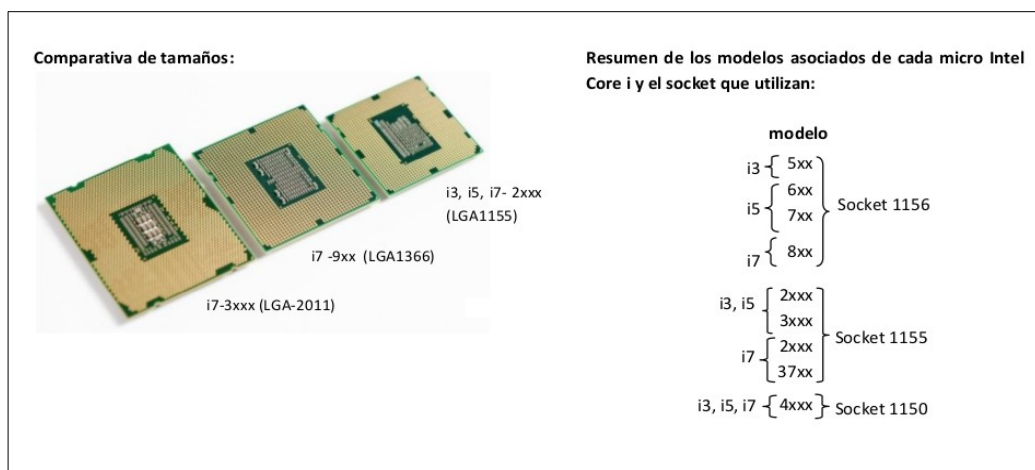 Comparativa de tamaños:
i3, i5, i7- 2xxx
(LGA1155)
i7 -9xx (LGA1366)
i7-3xxx (LGA-2011)
Resumen de los modelos asociados de cada micro Intel
Core i y el socket que utilizan:
modelo
i3 { 5xx
i5 { 6xx
7xx
} Socket 1156
i7 { 8xx
i3, i5 { 2xxx
3xxx
} Socket 1155
i7 { 2xxx
37xx
i3, i5, i7 { 4xxx } Socket 1150